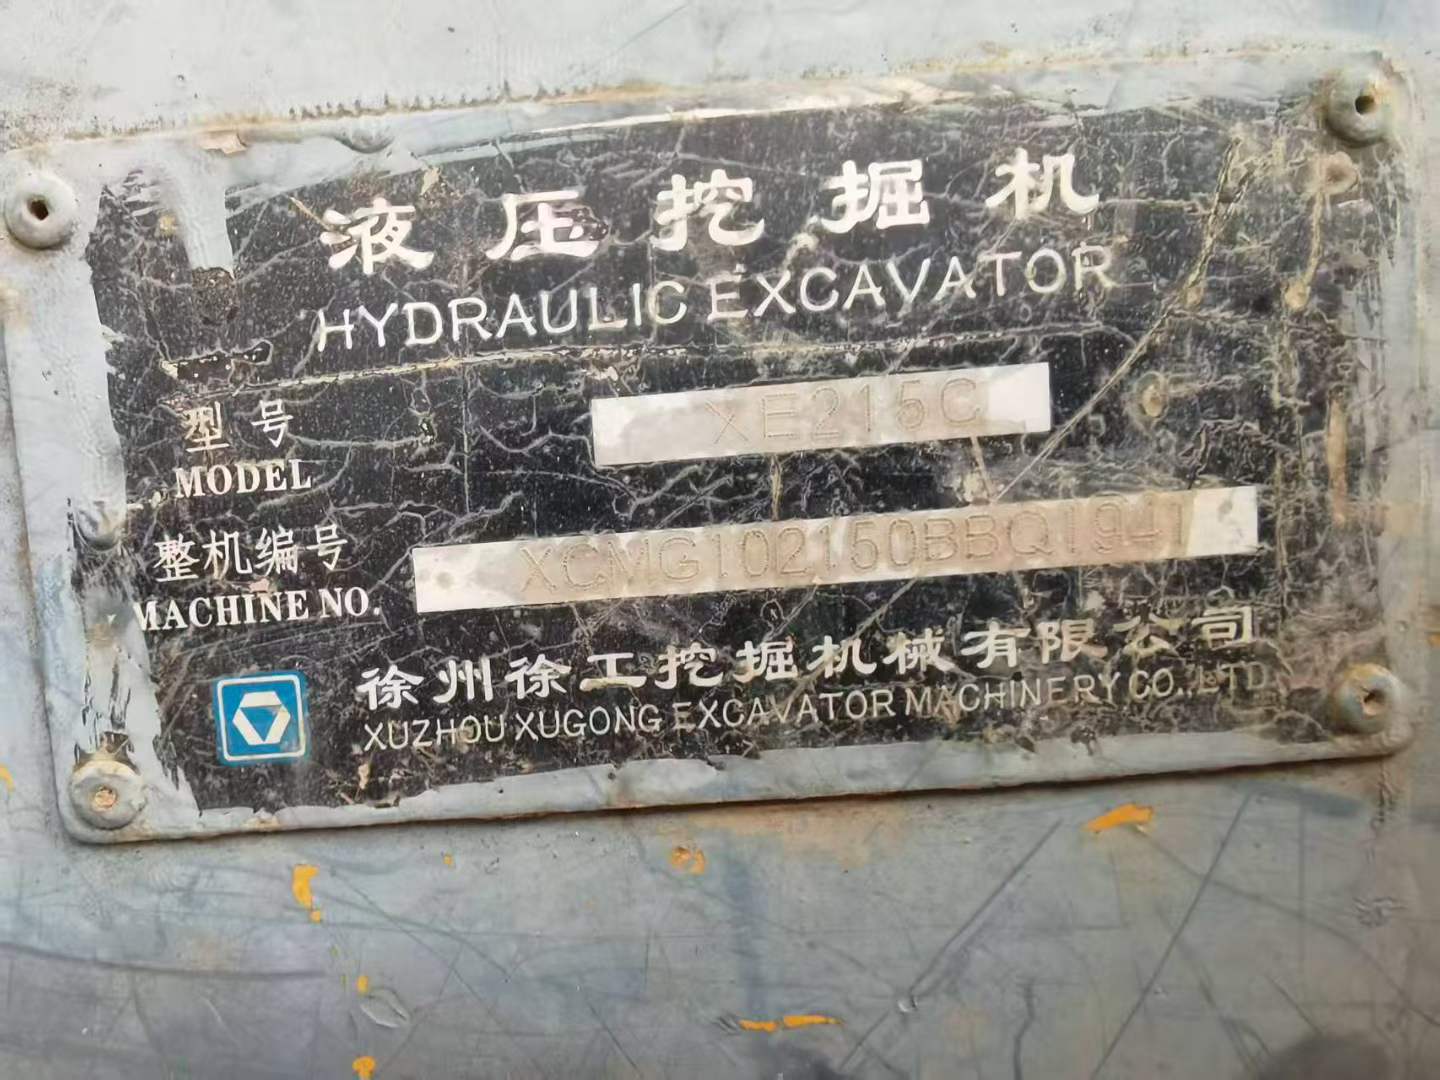 液压挖掘机
HYDRAULIC EXCAVATOR
型号
MODEL
XE215C
整机编号
MACHINE NO.
XCMG102150BBQ1941
徐州徐工挖掘机械有限公司
XUZHOU XUGONG EXCAVATOR MACHINERY CO.,LTD